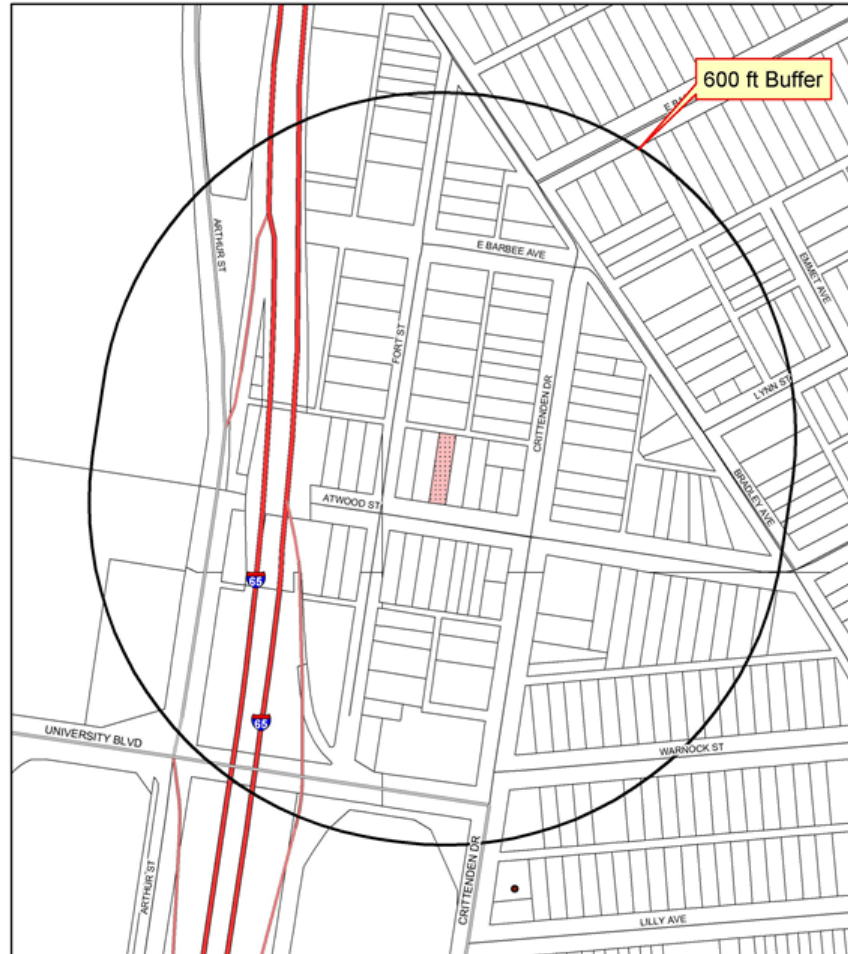 600 ft Buffer
E BA
ARTHUR ST
E BARBEE AVE
EMMET AVE
FORT ST
LYNN ST
CRITTENDEN DR
BRADLEY AVE
ATWOOD ST
65
65
UNIVERSITY BLVD
WARNOCK ST
CRITTENDEN DR
ARTHUR ST
LILLY AVE